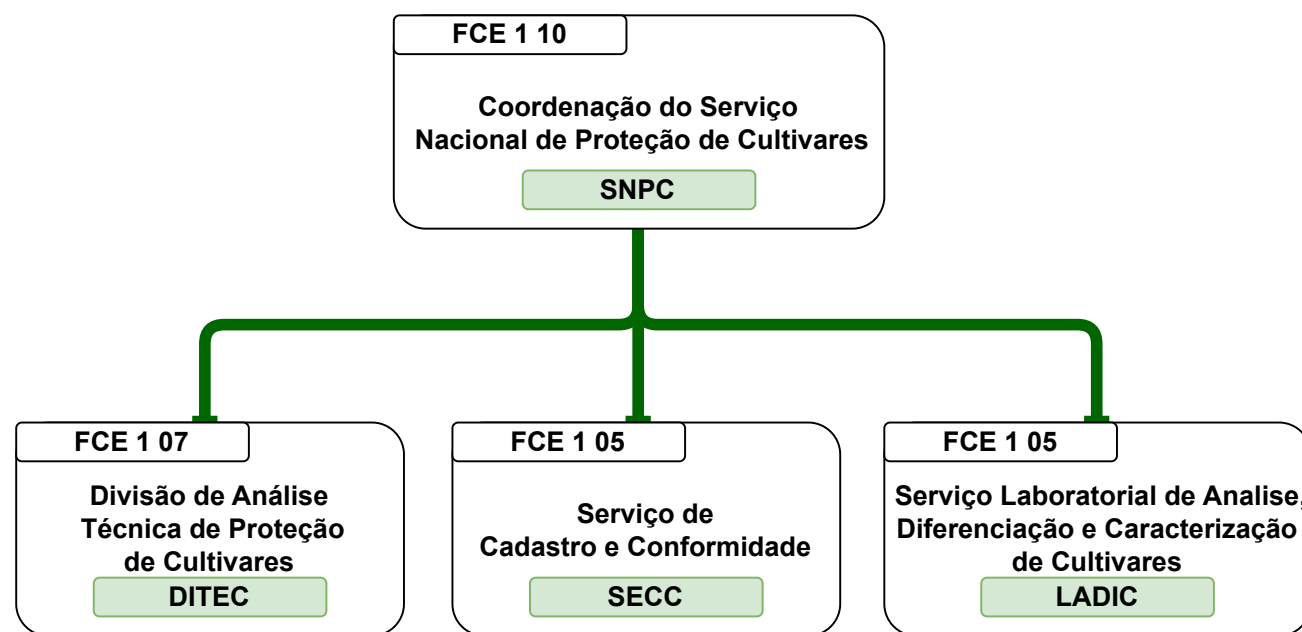 FCE 1 10
Coordenação do Serviço
Nacional de Proteção de Cultivares
SNPC
FCE 1 07
Divisão de Análise
Técnica de Proteção
de Cultivares
DITEC
FCE 1 05
Serviço de
Cadastro e Conformidade
SECC
FCE 1 05
Serviço Laboratorial de Analise,
Diferenciação e Caracterização
de Cultivares
LADIC